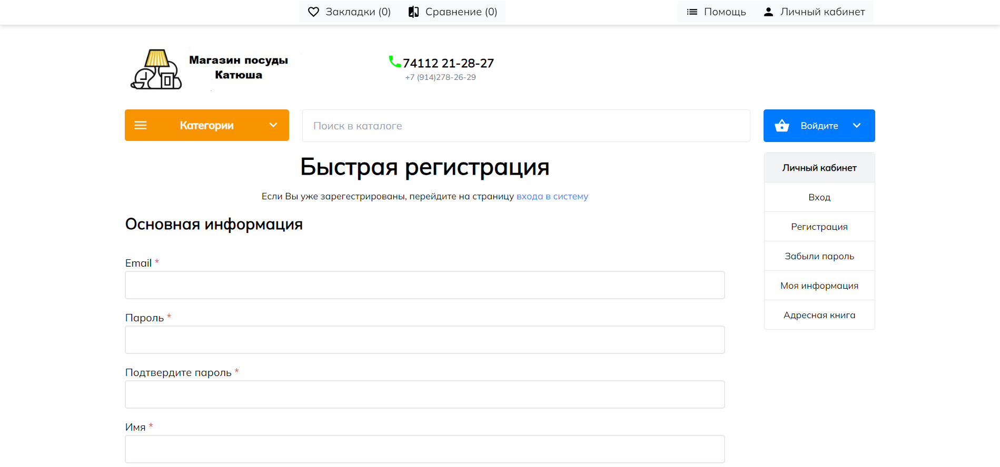 Закладки (0) Сравнение (0) Помощь Личный кабинет
Магазин посуды
Катюша
74112 21-28-27
+7 (914)278-26-29
Категории
Поиск в каталоге
Войдите
Быстрая регистрация
Если Вы уже зарегестрированы, перейдите на страницу входа в систему
Основная информация
Email *
Пароль *
Подтвердите пароль *
Имя *
Личный кабинет
Вход
Регистрация
Забыли пароль
Моя информация
Адресная книга